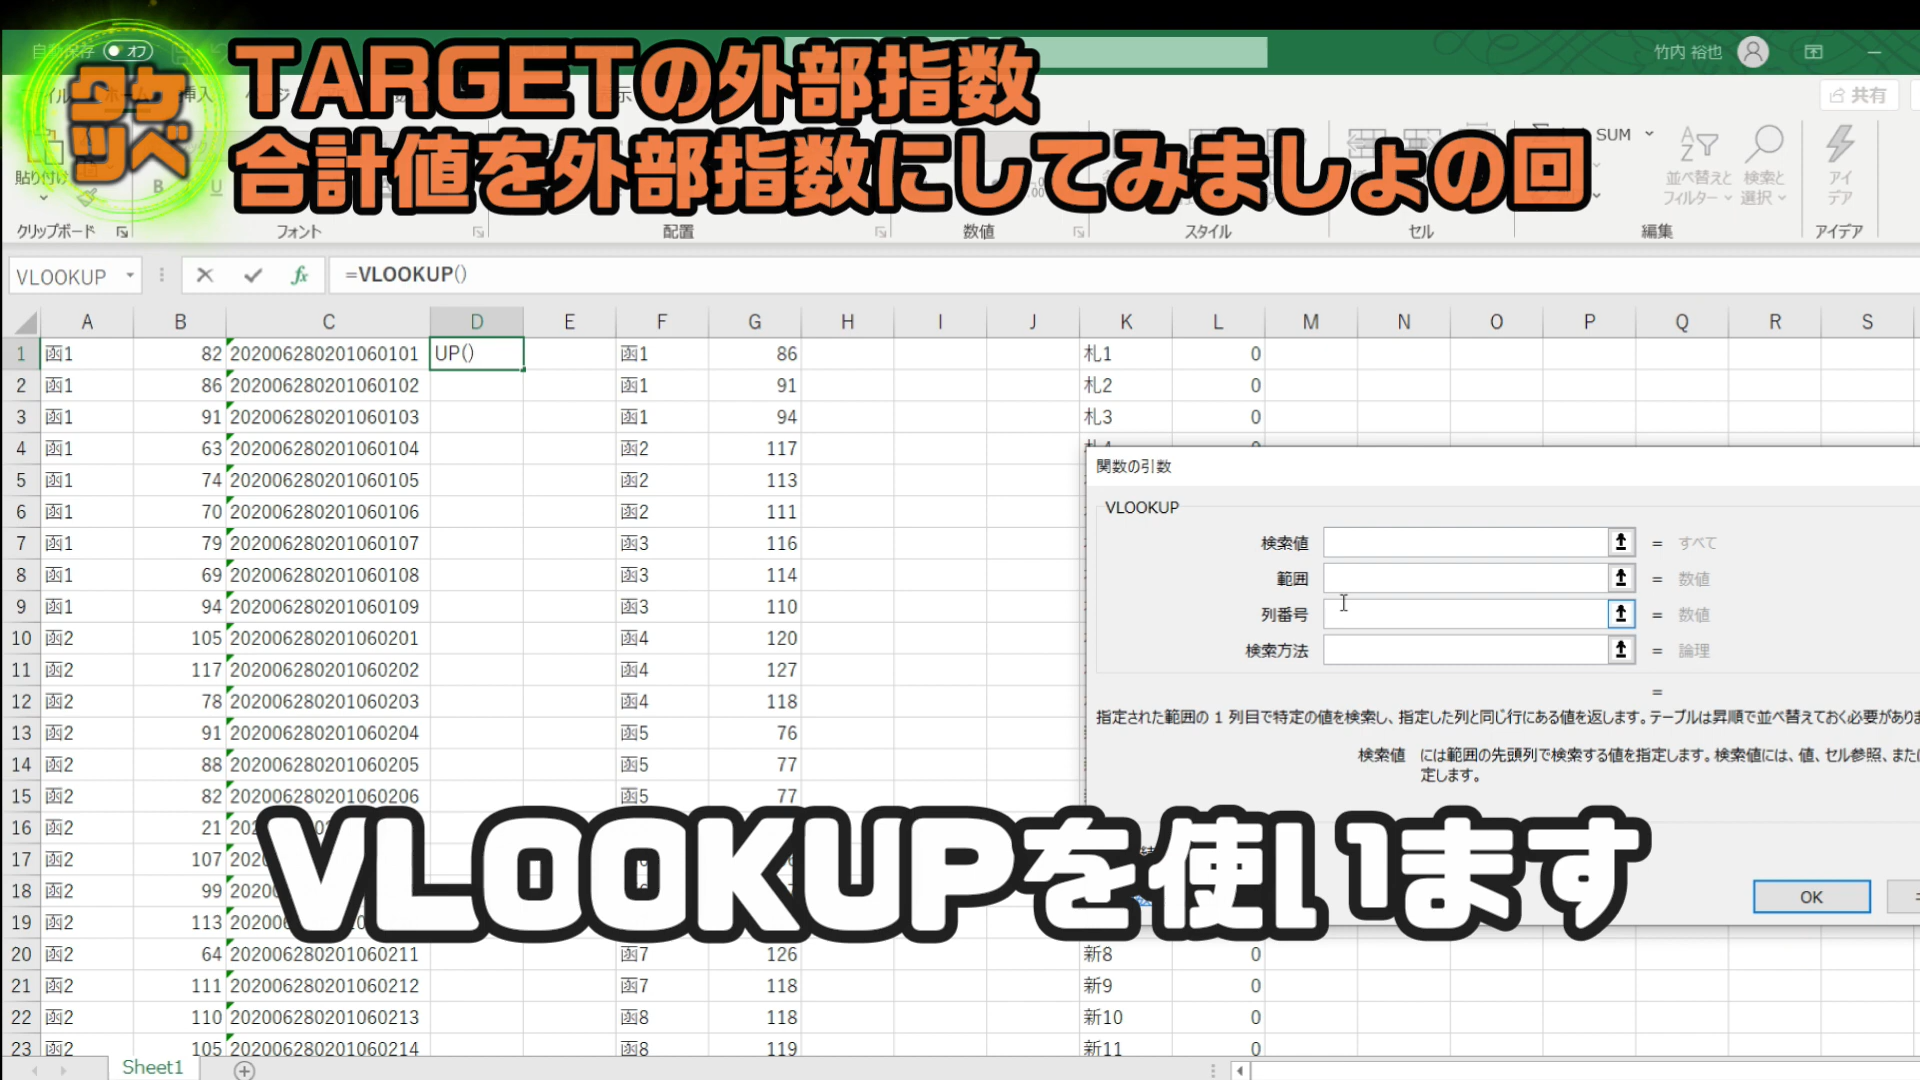 TARGETの外部指数
合計値を外部指数にしてみましょの回
竹内 裕也
共有
貼り付け
B
U
SUM
並べ替えと
フィルター
検索と
選択
アイ
デア
クリップボード
フォント
配置
数値
スタイル
セル
編集
アイデア
VLOOKUP
fx
=VLOOKUP()
A B C D E F G H I J K L M N O P Q R S
1 函1 82 202006280201060101 UP() 函1 86 札1 0
2 函1 86 202006280201060102 函1 91 札2 0
3 函1 91 202006280201060103 函1 94 札3 0
4 函1 63 202006280201060104 函2 117
5 函1 74 202006280201060105 函2 113
6 函1 70 202006280201060106 函2 111
7 函1 79 202006280201060107 函3 116
8 函1 69 202006280201060108 函3 114
9 函1 94 202006280201060109 函3 110
10 函2 105 202006280201060201 函4 120
11 函2 117 202006280201060202 函4 127
12 函2 78 202006280201060203 函4 118
13 函2 91 202006280201060204 函5 76
14 函2 88 202006280201060205 函5 77
15 函2 82 202006280201060206 函5 77
16 函2 21
17 函2 107
18 函2 99
19 函2 113
20 函2 64 202006280201060211 函7 126 新8 0
21 函2 111 202006280201060212 函7 118 新9 0
22 函2 110 202006280201060213 函8 118 新10 0
23 函2 105 202006280201060214 函8 119 新11 0
関数の引数
VLOOKUP
検索値 = すべて
範囲 = 数値
列番号 = 数値
検索方法 = 論理
=
指定された範囲の 1 列目で特定の値を検索し、指定した列と同じ行にある値を返します。テーブルは昇順で並べ替えておく必要があり
検索値 には範囲の先頭列で検索する値を指定します。検索値には、値、セル参照、また
定します。
OK
VLOOKUPを使います
Sheet1